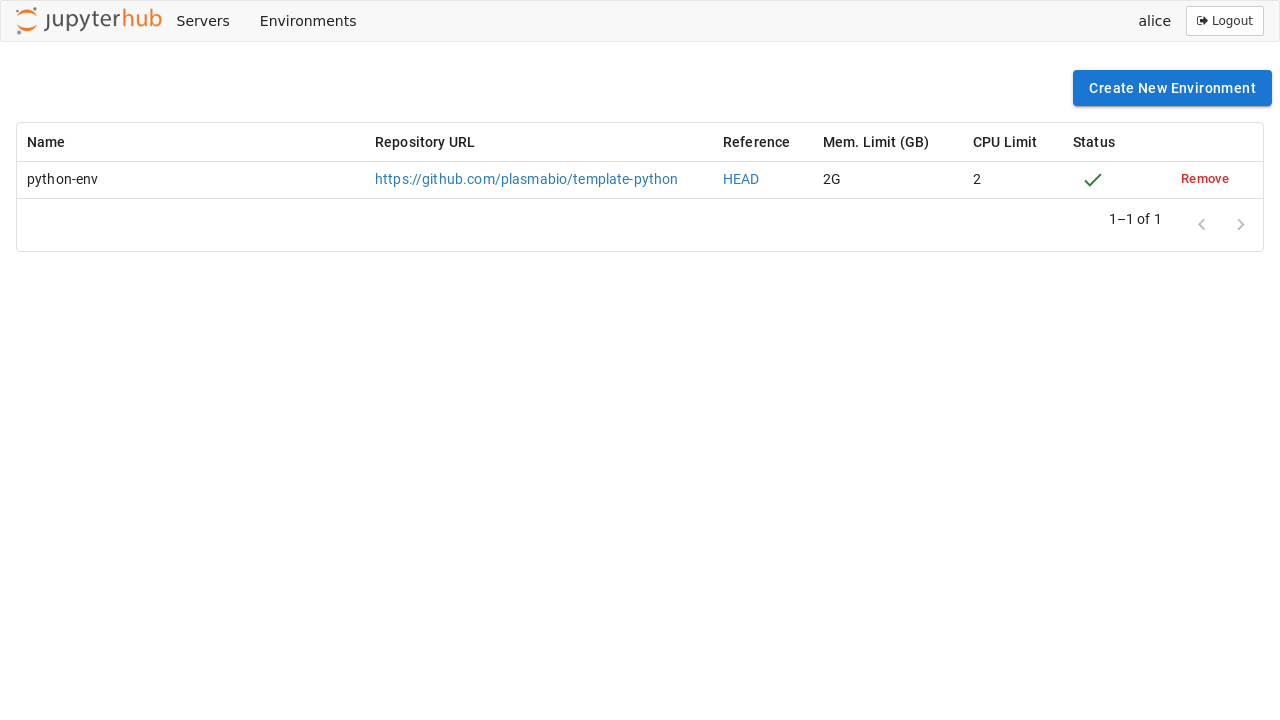 jupyterhub Servers Environments alice Logout
Create New Environment
Name Repository URL Reference Mem. Limit (GB) CPU Limit Status
python-env https://github.com/plasmabio/template-python HEAD 2G 2 Remove
1–1 of 1